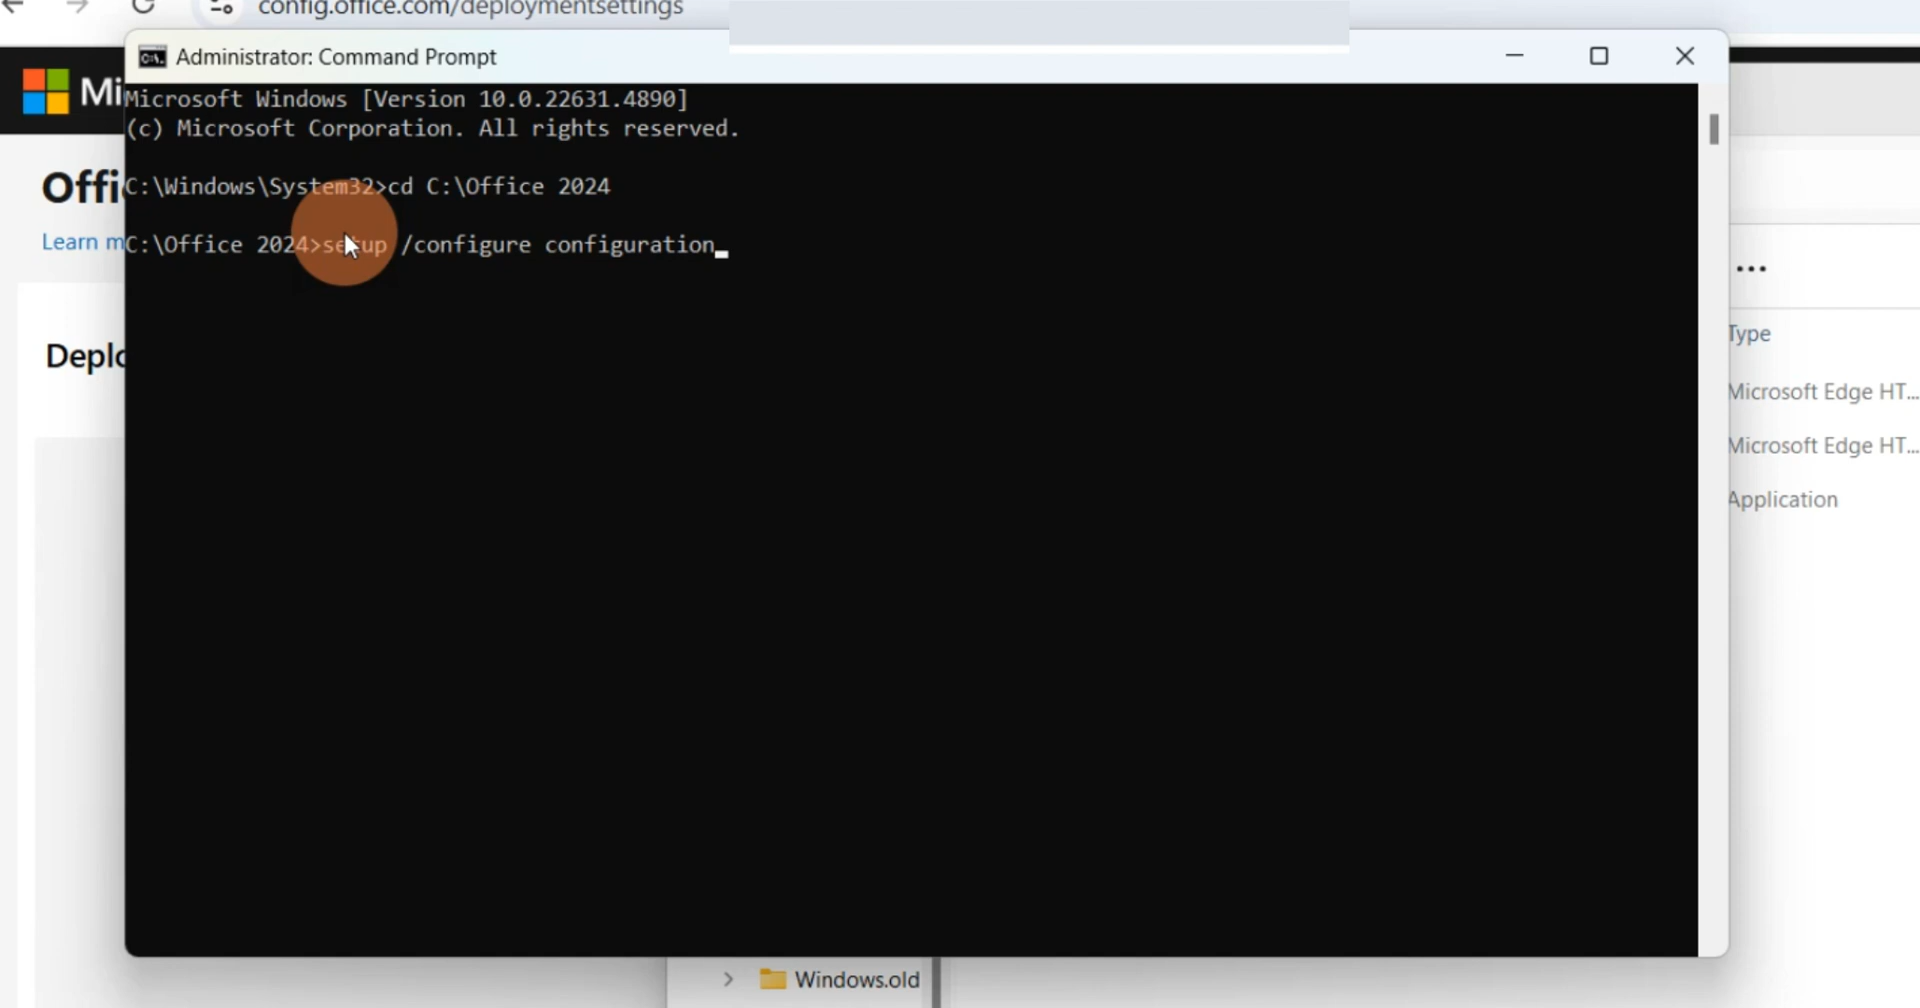 config.office.com/deploymentsettings
Administrator: Command Prompt
Mi
Microsoft Windows [Version 10.0.22631.4890]
(c) Microsoft Corporation. All rights reserved.
Offi
C:\Windows\System32>cd C:\Office 2024
Learn m
C:\Office 2024>setup /configure configuration
Type
Deplo
Microsoft Edge HT...
Microsoft Edge HT...
Application
Windows.old